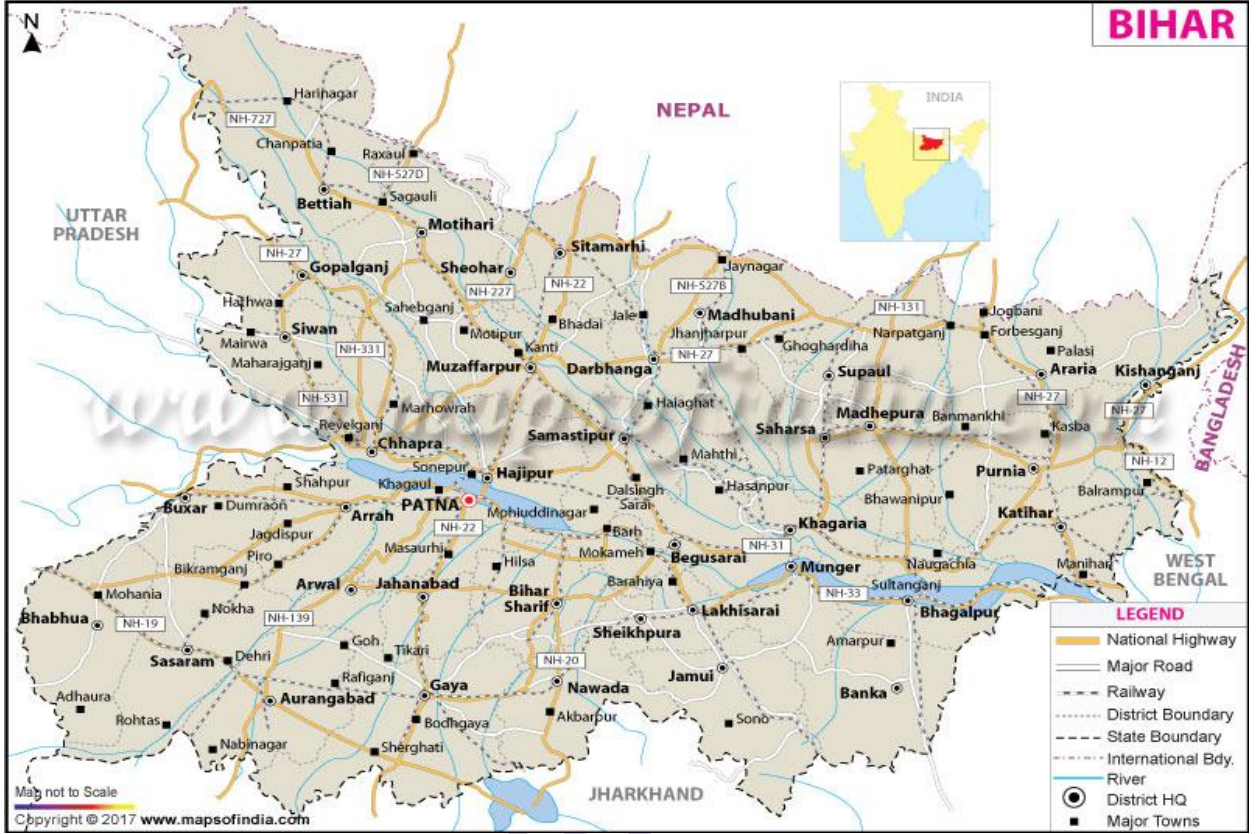 N
BIHAR
INDIA
NEPAL
Harinagar
NH-727
Chanpatia
Raxaul
NH-527D
Bettiah
Sagauli
UTTAR
PRADESH
Motihari
Sitamarhi
NH-27
Gopalganj
Sheohar
Jaynagar
NH-227
NH-22
NH-527B
Hathwa
Sahebganj
Madhubani
NH-131
Jogbani
Siwan
Motipur
Bhadai
Jale
Narpatganj
Forbesganj
Mairwa
Jhanjharpur
Ghoghardiha
NH-331
Kanti
Palasi
Maharajganj
Muzaffarpur
Darbhanga
NH-27
Supaul
Araria
Kishanganj
BANGLADESH
www.mapsofindia.com
NH-531
Marhowrah
Hajaghat
Madhepura
Banmankhi
NH-27
NH-27
Revelganj
Chhapra
Samastipur
Saharsa
Kasba
Sonepur
Hajipur
Mahthi
Patarghat
Purnia
NH-12
Shahpur
Khagaul
Dalsingh
Sarai
Hasanpur
Bhawanipur
Balrampur
Buxar
Dumraon
Arrah
PATNA
Mohiuddinagar
Khagaria
Katihar
Jagdispur
NH-22
Barh
Masaurhi
Mokameh
Begusarai
NH-31
Naugachia
WEST
BENGAL
Piro
Hilsa
Munger
Manihari
Bikramganj
Arwal
Jahanabad
Bihar
Sharif
Barahiya
Sultanganj
Mohania
NH-33
Bhagalpur
Nokha
Lakhisarai
Bhabhua
NH-19
NH-139
Sheikhpura
Amarpur
Sasaram
Goh
Tikari
Dehri
NH-20
Jamui
Rafiganj
Gaya
Nawada
Banka
Adhaura
Aurangabad
Rohtas
Bodhgaya
Akbarpur
Sono
Nabinagar
Sherghati
JHARKHAND
LEGEND
National Highway
Major Road
Railway
District Boundary
State Boundary
International Bdy.
River
District HQ
Major Towns
Map not to Scale
Copyright © 2017 www.mapsofindia.com